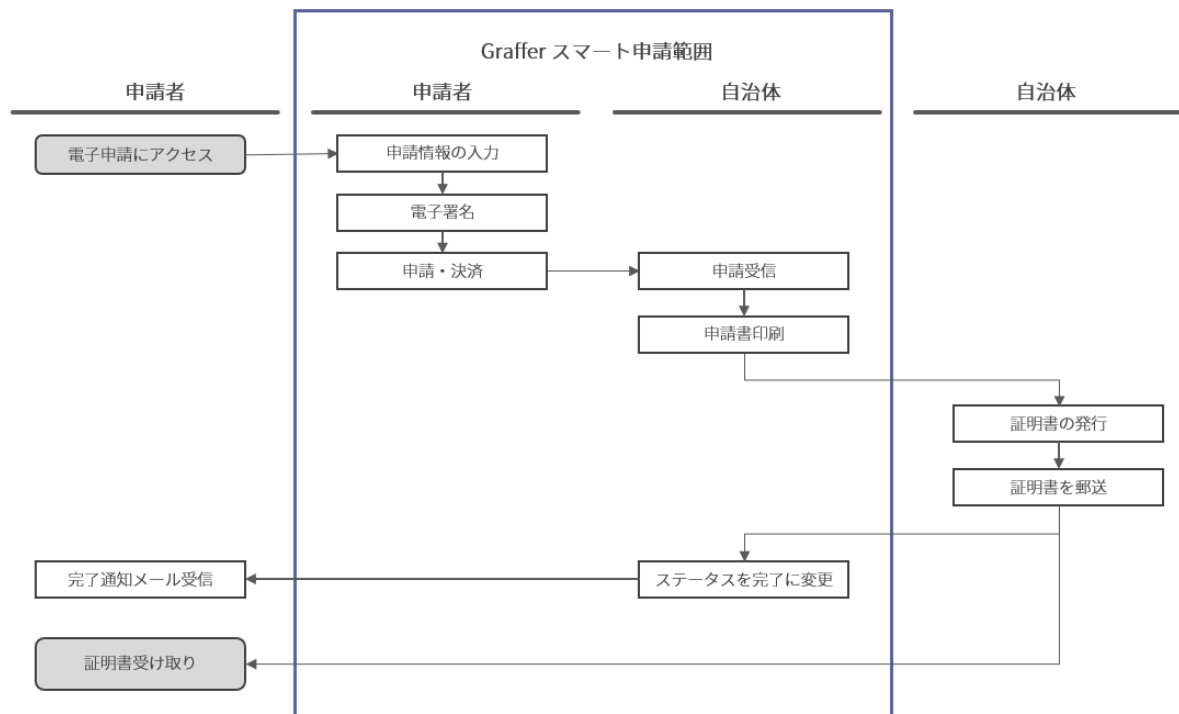 Graffer スマート申請範囲
申請者
申請者
自治体
自治体
電子申請にアクセス
申請情報の入力
電子署名
申請・決済
申請受信
申請書印刷
証明書の発行
証明書を郵送
完了通知メール受信
ステータスを完了に変更
証明書受け取り